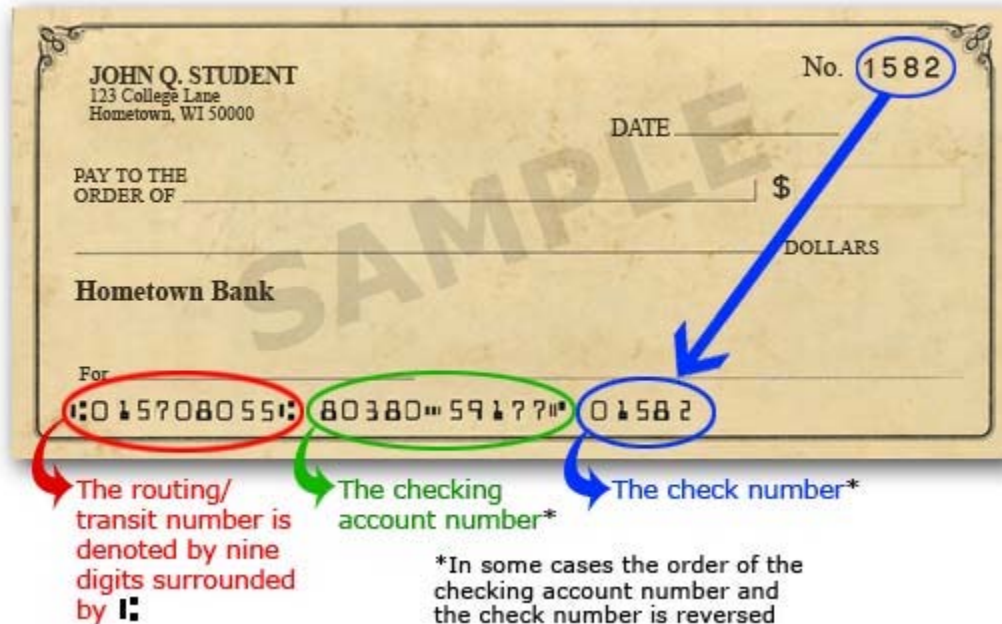 JOHN Q. STUDENT
123 College Lane
Hometown, WI 50000
No. 1582
DATE
PAY TO THE
ORDER OF
$
SAMPLE
DOLLARS
Hometown Bank
For
⑆015708055⑆ 80380⑉59177⑈ 01582
The routing/
transit number is
denoted by nine
digits surrounded
by ⑆
The checking
account number*
The check number*
*In some cases the order of the
checking account number and
the check number is reversed